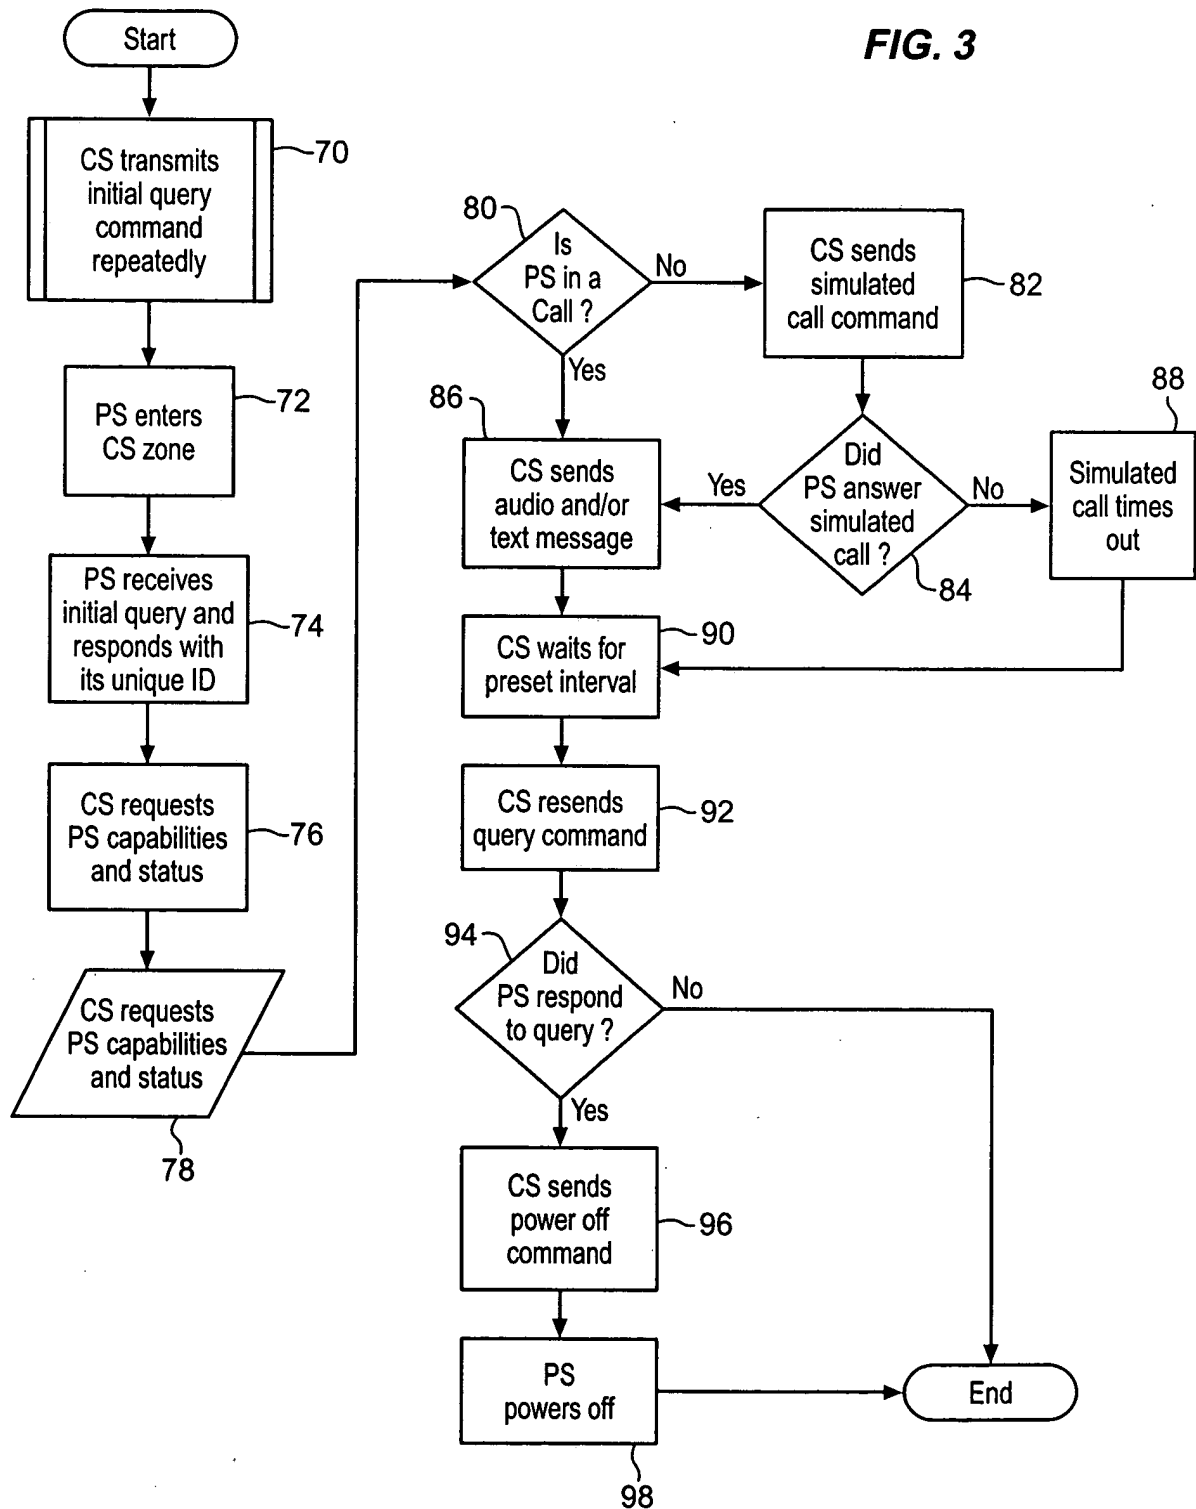 FIG. 3
Start
CS transmits
initial query
command
repeatedly
70
PS enters
CS zone
72
PS receives
initial query and
responds with
its unique ID
74
CS requests
PS capabilities
and status
76
CS requests
PS capabilities
and status
78
80
Is
PS in a
Call ?
No
Yes
CS sends
simulated
call command
82
Did
PS answer
simulated
call ?
84
Yes
No
88
Simulated
call times
out
86
CS sends
audio and/or
text message
CS waits for
preset interval
90
CS resends
query command
92
94
Did
PS respond
to query ?
No
Yes
CS sends
power off
command
96
PS
powers off
98
End